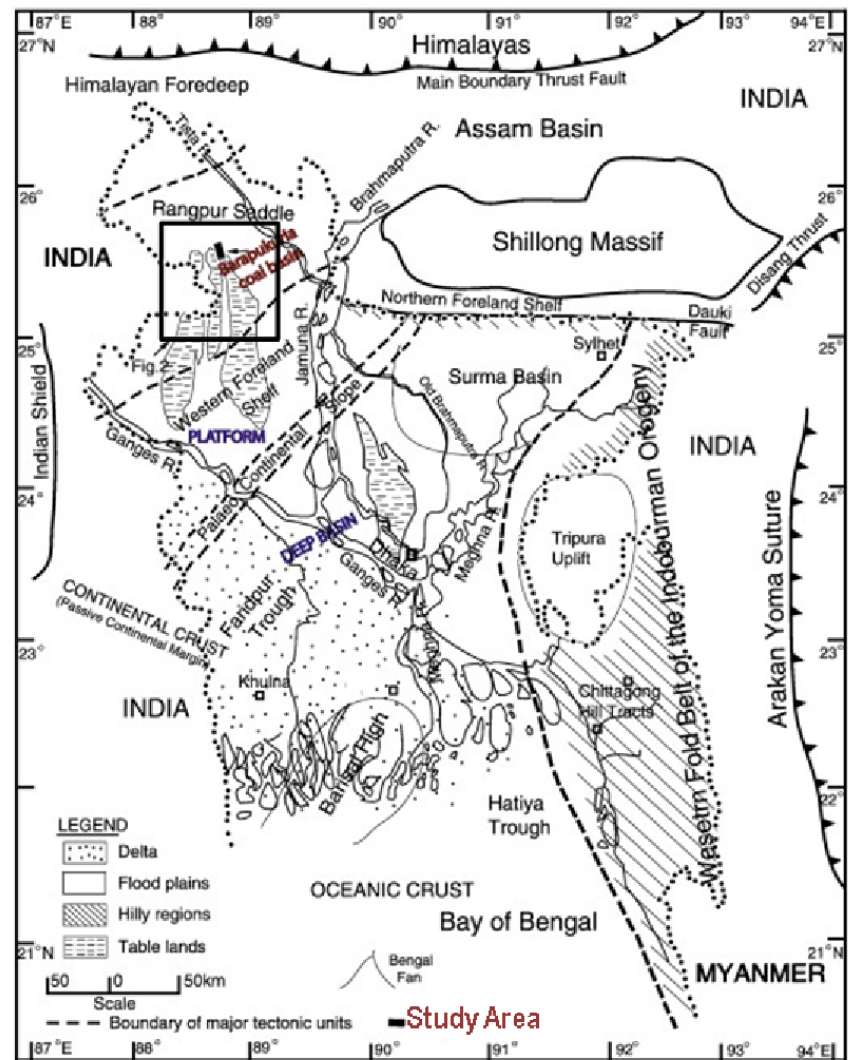 87°E
88
89
90
91
92
93
94°E
27°N
27°N
Himalayas
Main Boundary Thrust Fault
Himalayan Foredeep
INDIA
Assam Basin
Tista R.
Brahmaputra R.
26°
26°
Rangpur Saddle
Shillong Massif
INDIA
Barapukuria
coal basin
Disang Thrust
Northern Foreland Shelf
Dauki
Fault
25°
25°
Sylhet
Jamuna R.
Fig.2
Western Foreland
Shelf
Surma Basin
Slope
Old Brahmaputra R.
Indian Shield
PLATFORM
Ganges R.
Palaeo Continental
INDIA
24°
24°
DEEP BASIN
Dhaka
Meghna R.
Tripura
Uplift
Ganges R.
CONTINENTAL CRUST
(Passive Continental Margin)
Faridpur
Trough
Wasetrn Fold Belt of the Indoburman Orogeny
Arakan Yoma Suture
23°
23°
Khulna
Chittagong
Hill Tracts
INDIA
Barisal High
22°
Hatiya
Trough
LEGEND
Delta
Flood plains
Hilly regions
Table lands
OCEANIC CRUST
Bay of Bengal
21°N
21°N
Bengal
Fan
MYANMER
50 0 50km
Scale
Boundary of major tectonic units
Study Area
87°E
88
89
90
91
92
93
94°E